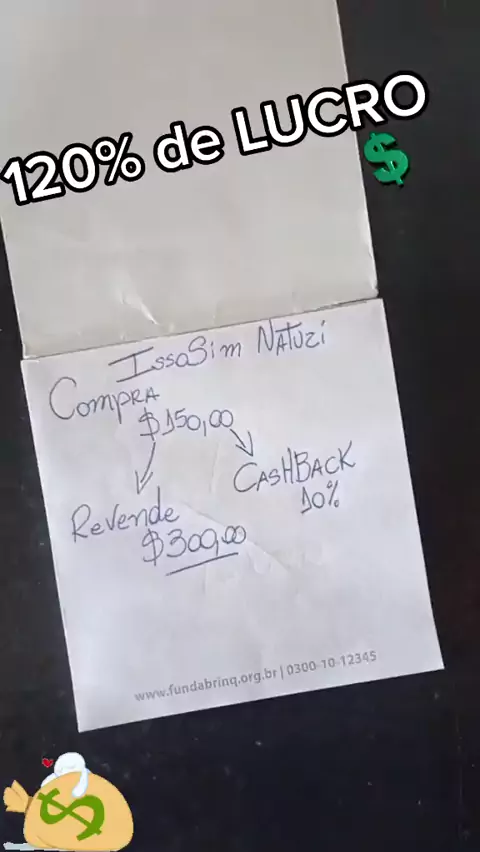 120% de LUCRO
$
IssoSim NATuzi
COMPRA
$150,00
CASHBACK
10%
Revende
$300,00
www.fundabrinq.org.br | 0300-10-12345
$